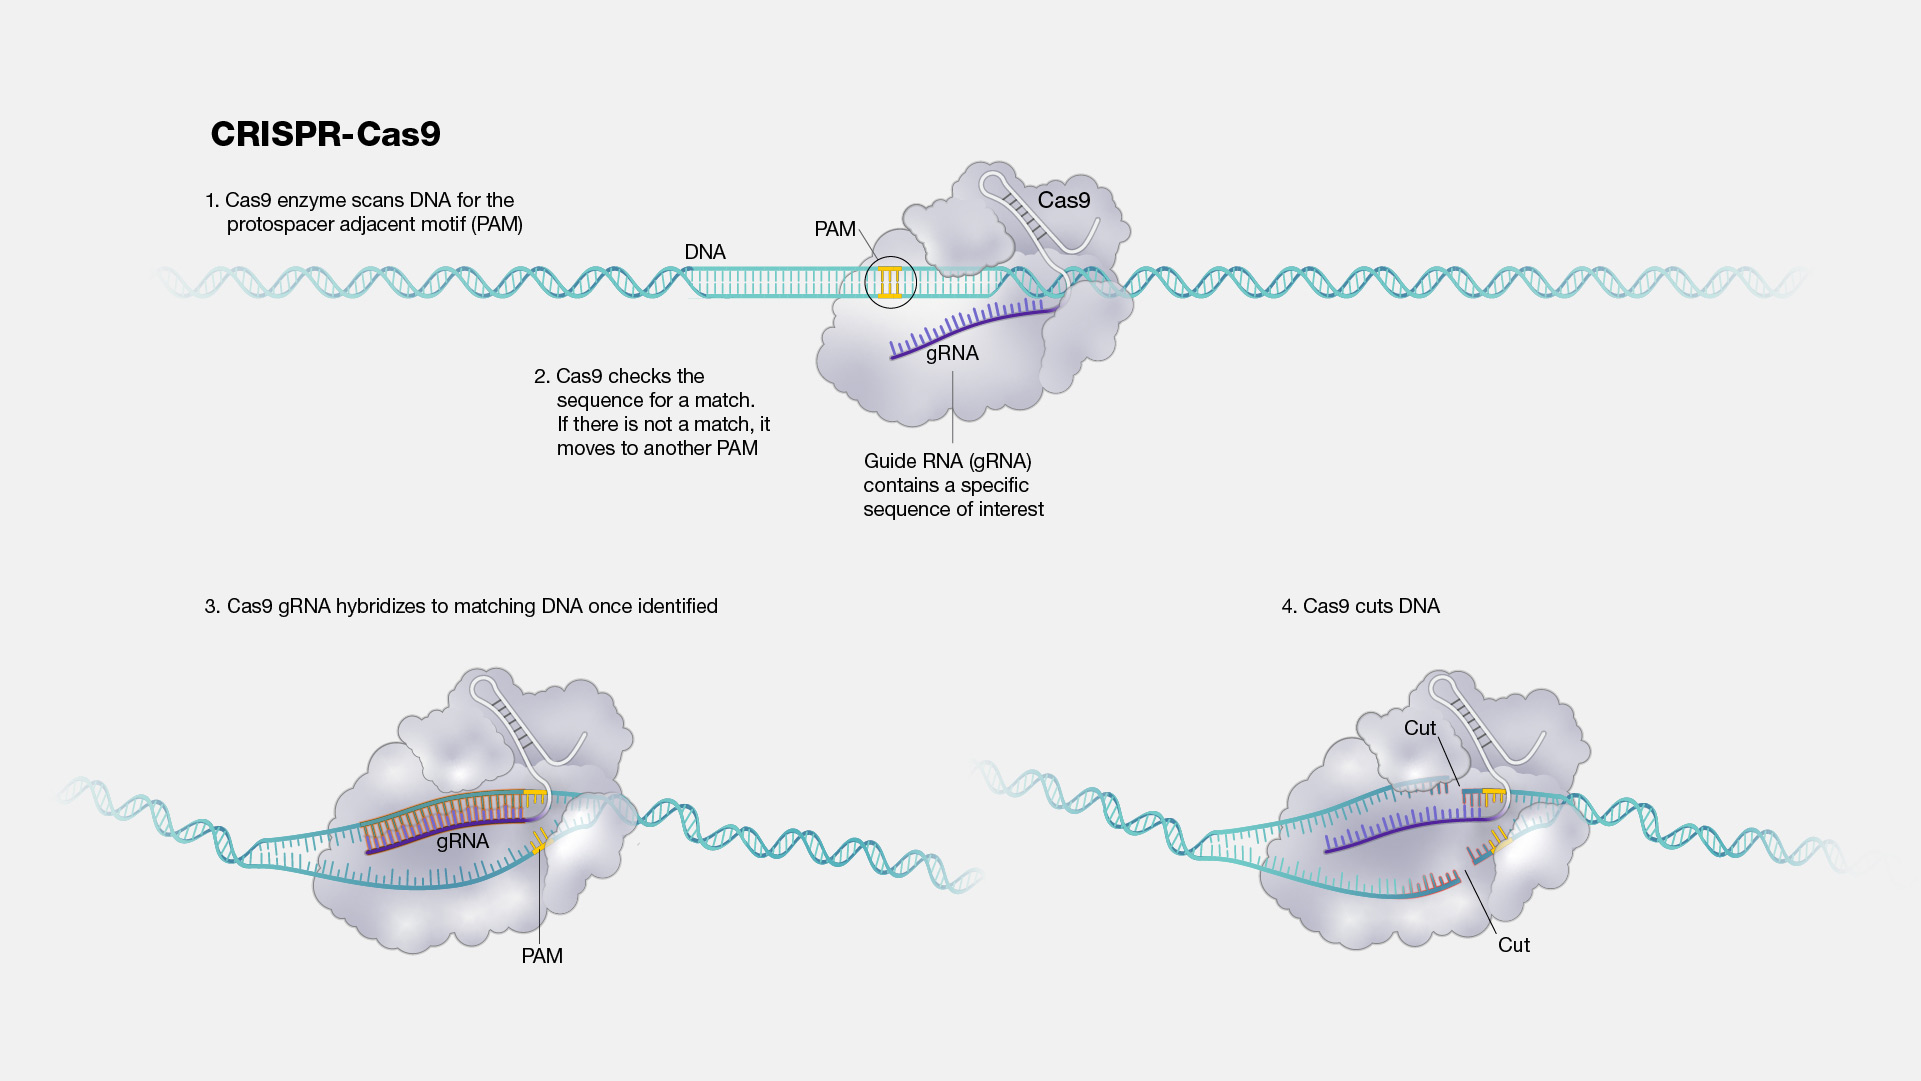 CRISPR-Cas9
1. Cas9 enzyme scans DNA for the
protospacer adjacent motif (PAM)
Cas9
PAM
DNA
gRNA
2. Cas9 checks the
sequence for a match.
If there is not a match, it
moves to another PAM
Guide RNA (gRNA)
contains a specific
sequence of interest
3. Cas9 gRNA hybridizes to matching DNA once identified
gRNA
PAM
4. Cas9 cuts DNA
Cut
Cut